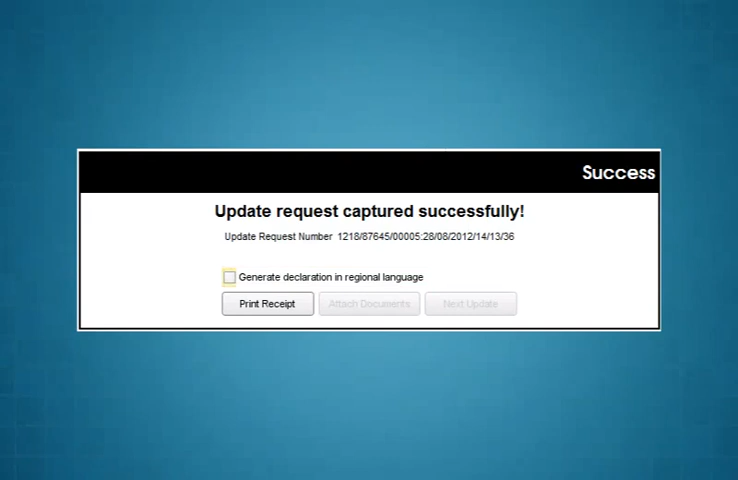 Success
Update request captured successfully!
Update Request Number 1218/87645/00005:28/08/2012/14/13/36
Generate declaration in regional language
Print Receipt Attach Documents Next Update